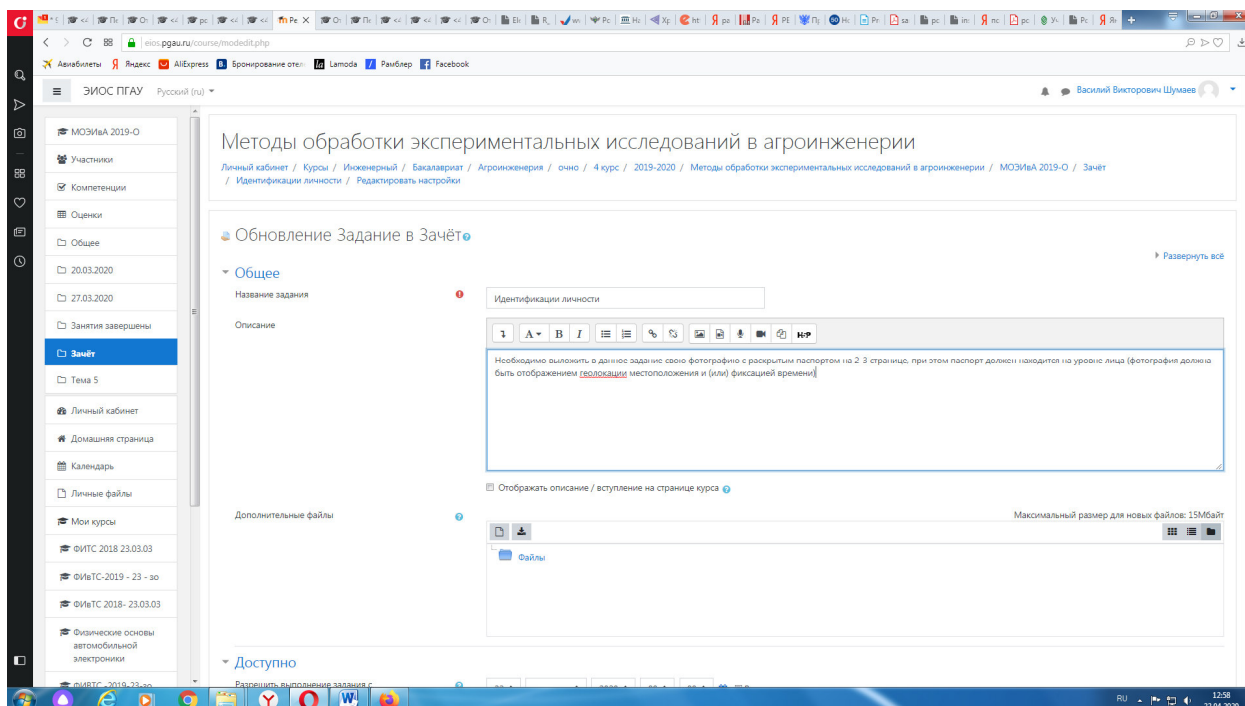 eios.pgau.ru/course/modedit.php
Авиабилеты Яндекс AliExpress Бронирование отел Lamoda Рамблер Facebook
ЭИОС ПГАУ Русский (ru) Василий Викторович Шумаев
МОЭИвА 2019-О
Участники
Компетенции
Оценки
Общее
20.03.2020
27.03.2020
Занятия завершены
Зачёт
Тема 5
Личный кабинет
Домашняя страница
Календарь
Личные файлы
Мои курсы
ФИТС 2018 23.03.03
ФИвТС-2019 - 23 - зо
ФИвТС 2018- 23.03.03
Физические основы
автомобильной
электроники
Методы обработки экспериментальных исследований в агроинженерии
Личный кабинет / Курсы / Инженерный / Бакалавриат / Агроинженерия / очно / 4 курс / 2019-2020 / Методы обработки экспериментальных исследований в агроинженерии / МОЭИвА 2019-О / Зачёт
/ Идентификации личности / Редактировать настройки
Обновление Задание в Зачёт
Развернуть всё
Общее
Название задания
Идентификации личности
Описание
Необходимо выложить в данное задание свою фотографию с раскрытым паспортом на 2-3 странице, при этом паспорт должен находится на уровне лица (фотография должна
быть отображением геолокации местоположения и (или) фиксацией времени)
Отображать описание / вступление на странице курса
Дополнительные файлы
Максимальный размер для новых файлов: 15Мбайт
Файлы
Доступно
Разрешить выполнение задания с
RU 12:58
22.04.2020